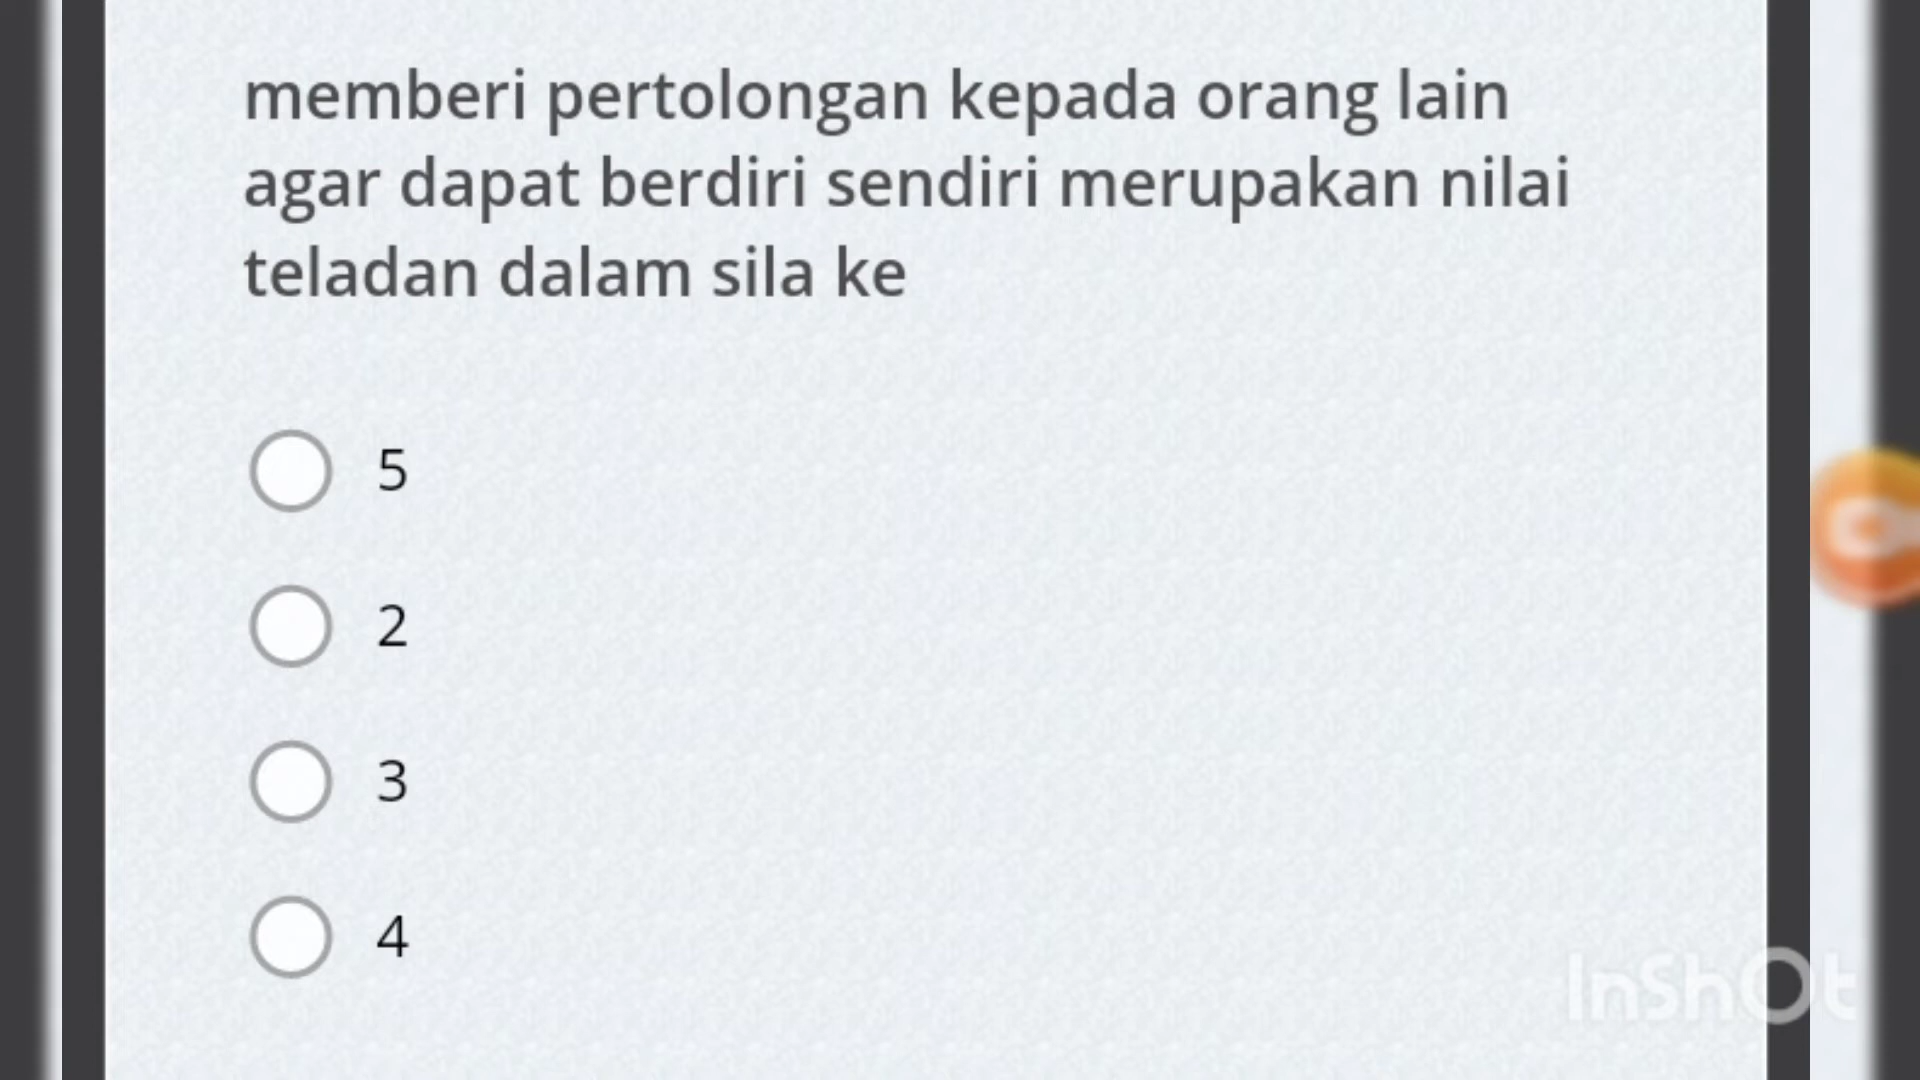 memberi pertolongan kepada orang lain
agar dapat berdiri sendiri merupakan nilai
teladan dalam sila ke
5
2
3
4
InShOt